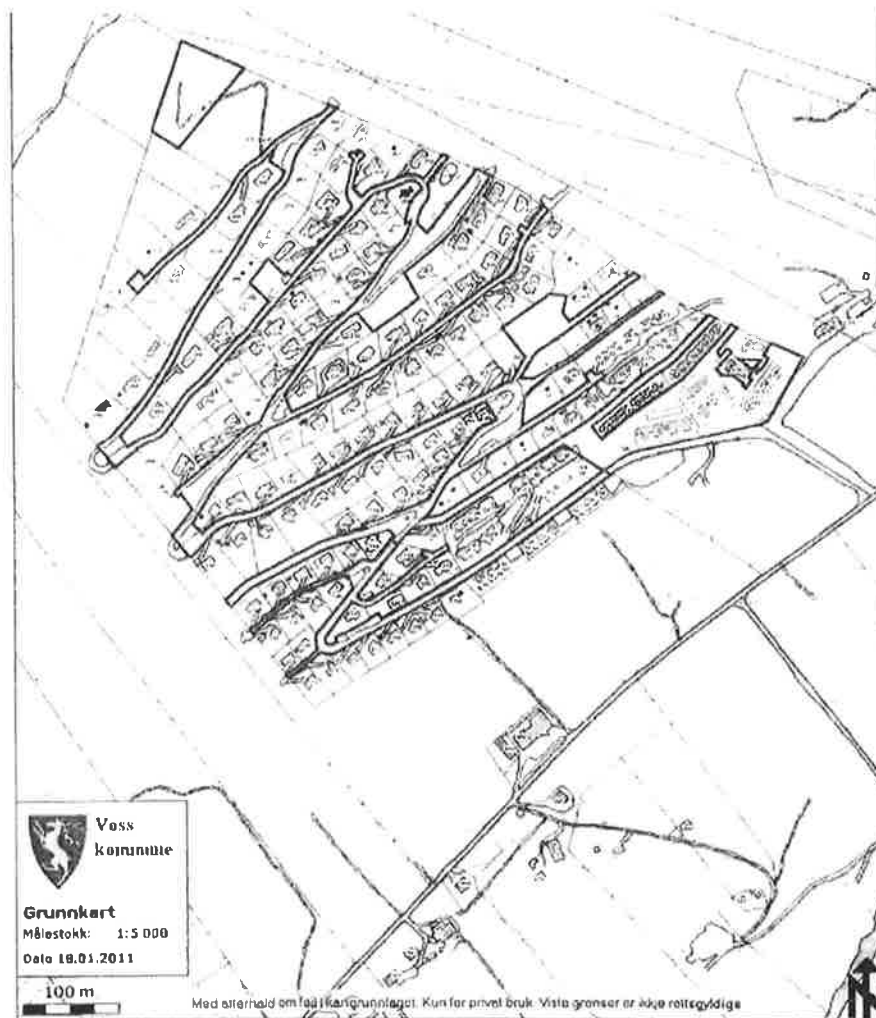 Voss
kommune
Grunnkart
Målestokk: 1:5 000
Dato 18.01.2011
100 m
Med atterhald om feil i kartgrunnlaget. Kun for privat bruk. Viste grenser er ikkje rettsgyldige
N